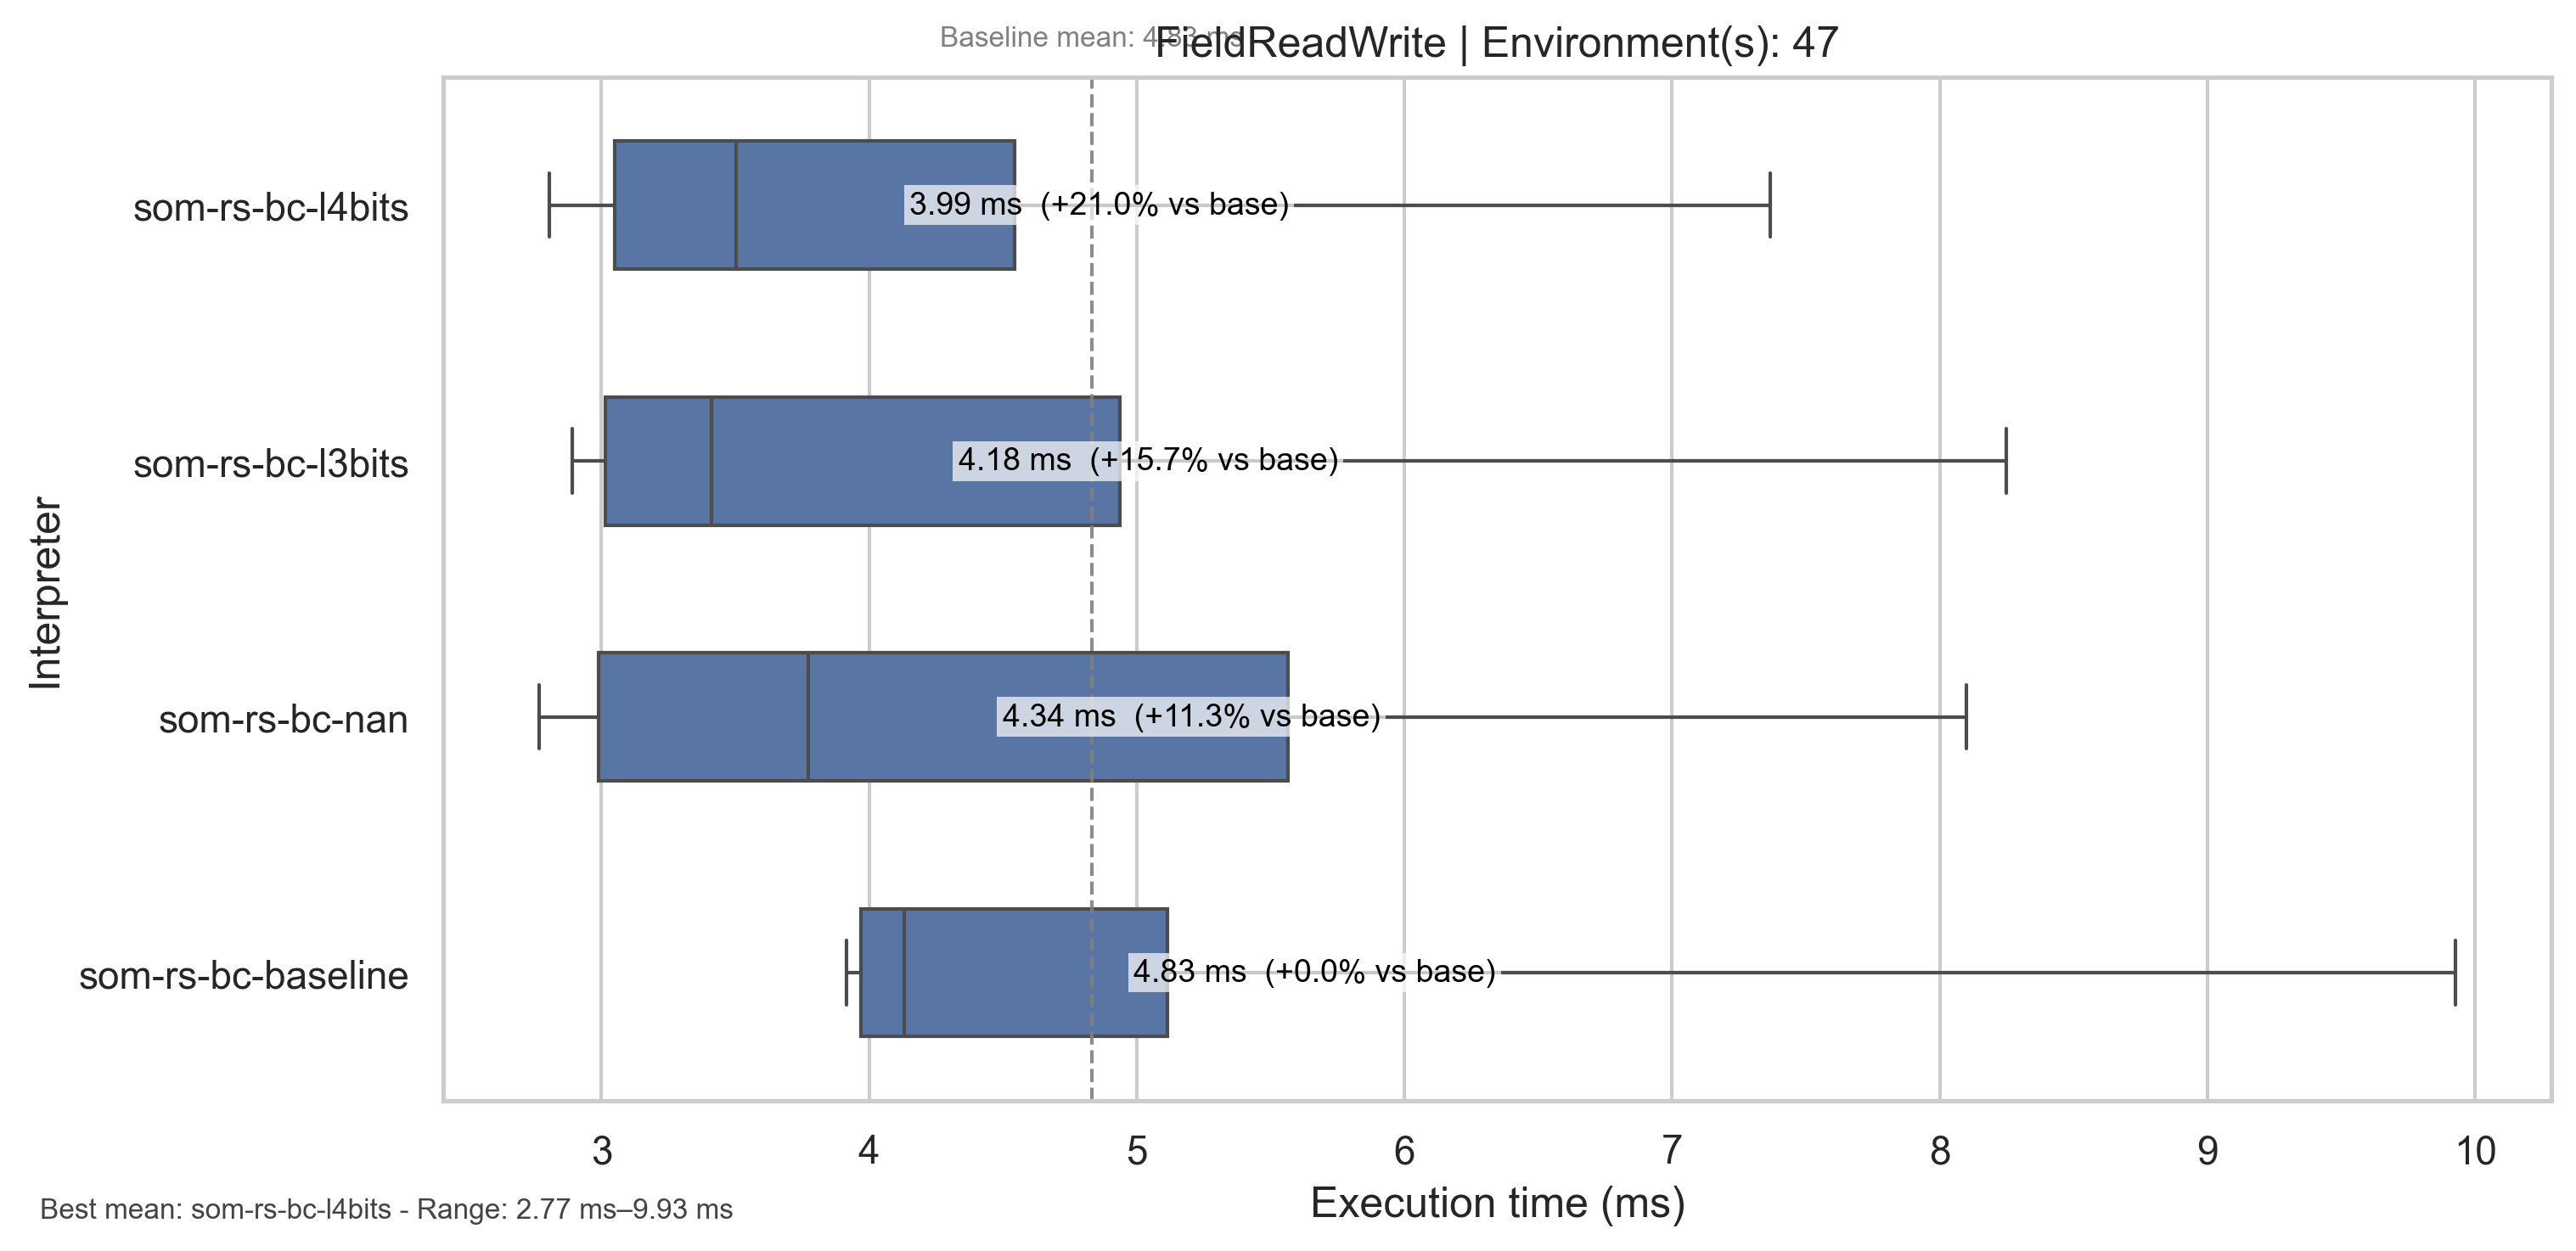 Baseline mean: 4.83 ms
FieldReadWrite | Environment(s): 47
som-rs-bc-l4bits
3.99 ms (+21.0% vs base)
som-rs-bc-l3bits
4.18 ms (+15.7% vs base)
Interpreter
som-rs-bc-nan
4.34 ms (+11.3% vs base)
som-rs-bc-baseline
4.83 ms (+0.0% vs base)
3 4 5 6 7 8 9 10
Execution time (ms)
Best mean: som-rs-bc-l4bits - Range: 2.77 ms–9.93 ms